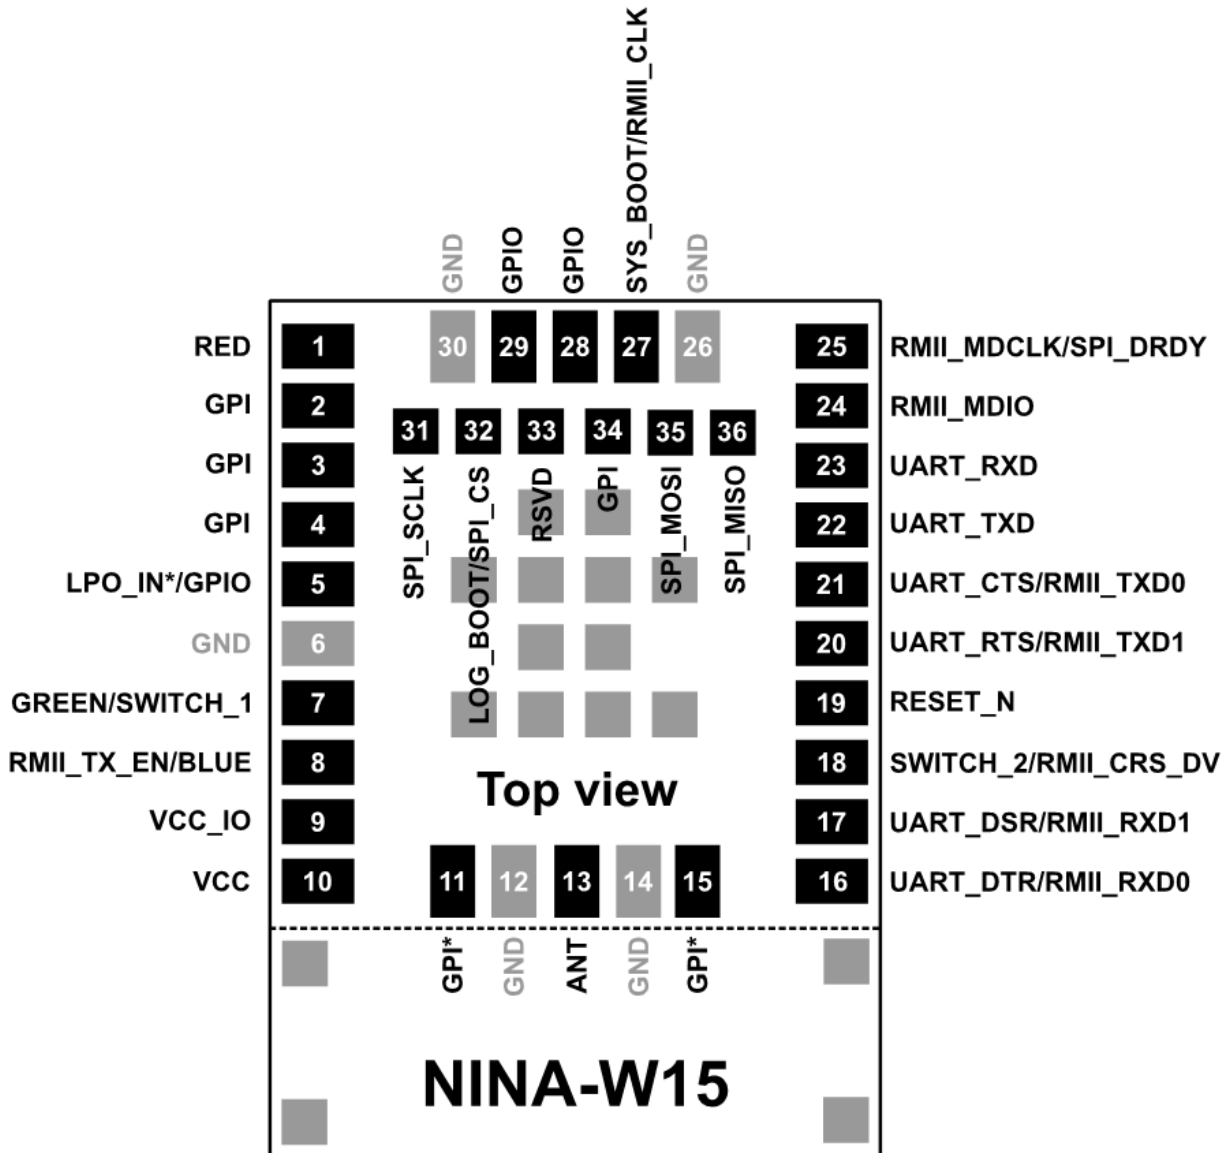 SYS_BOOT/RMII_CLK
GND
GPIO
GPIO
GND
RED
1
30
29
28
27
26
25
RMII_MDCLK/SPI_DRDY
GPI
2
24
RMII_MDIO
31
32
33
34
35
36
GPI
3
23
UART_RXD
SPI_SCLK
LOG_BOOT/SPI_CS
RSVD
GPI
SPI_MOSI
SPI_MISO
GPI
4
22
UART_TXD
LPO_IN*/GPIO
5
21
UART_CTS/RMII_TXD0
GND
6
20
UART_RTS/RMII_TXD1
GREEN/SWITCH_1
7
19
RESET_N
RMII_TX_EN/BLUE
8
18
SWITCH_2/RMII_CRS_DV
Top view
VCC_IO
9
17
UART_DSR/RMII_RXD1
VCC
10
11
12
13
14
15
16
UART_DTR/RMII_RXD0
GPI*
GND
ANT
GND
GPI*
NINA-W15